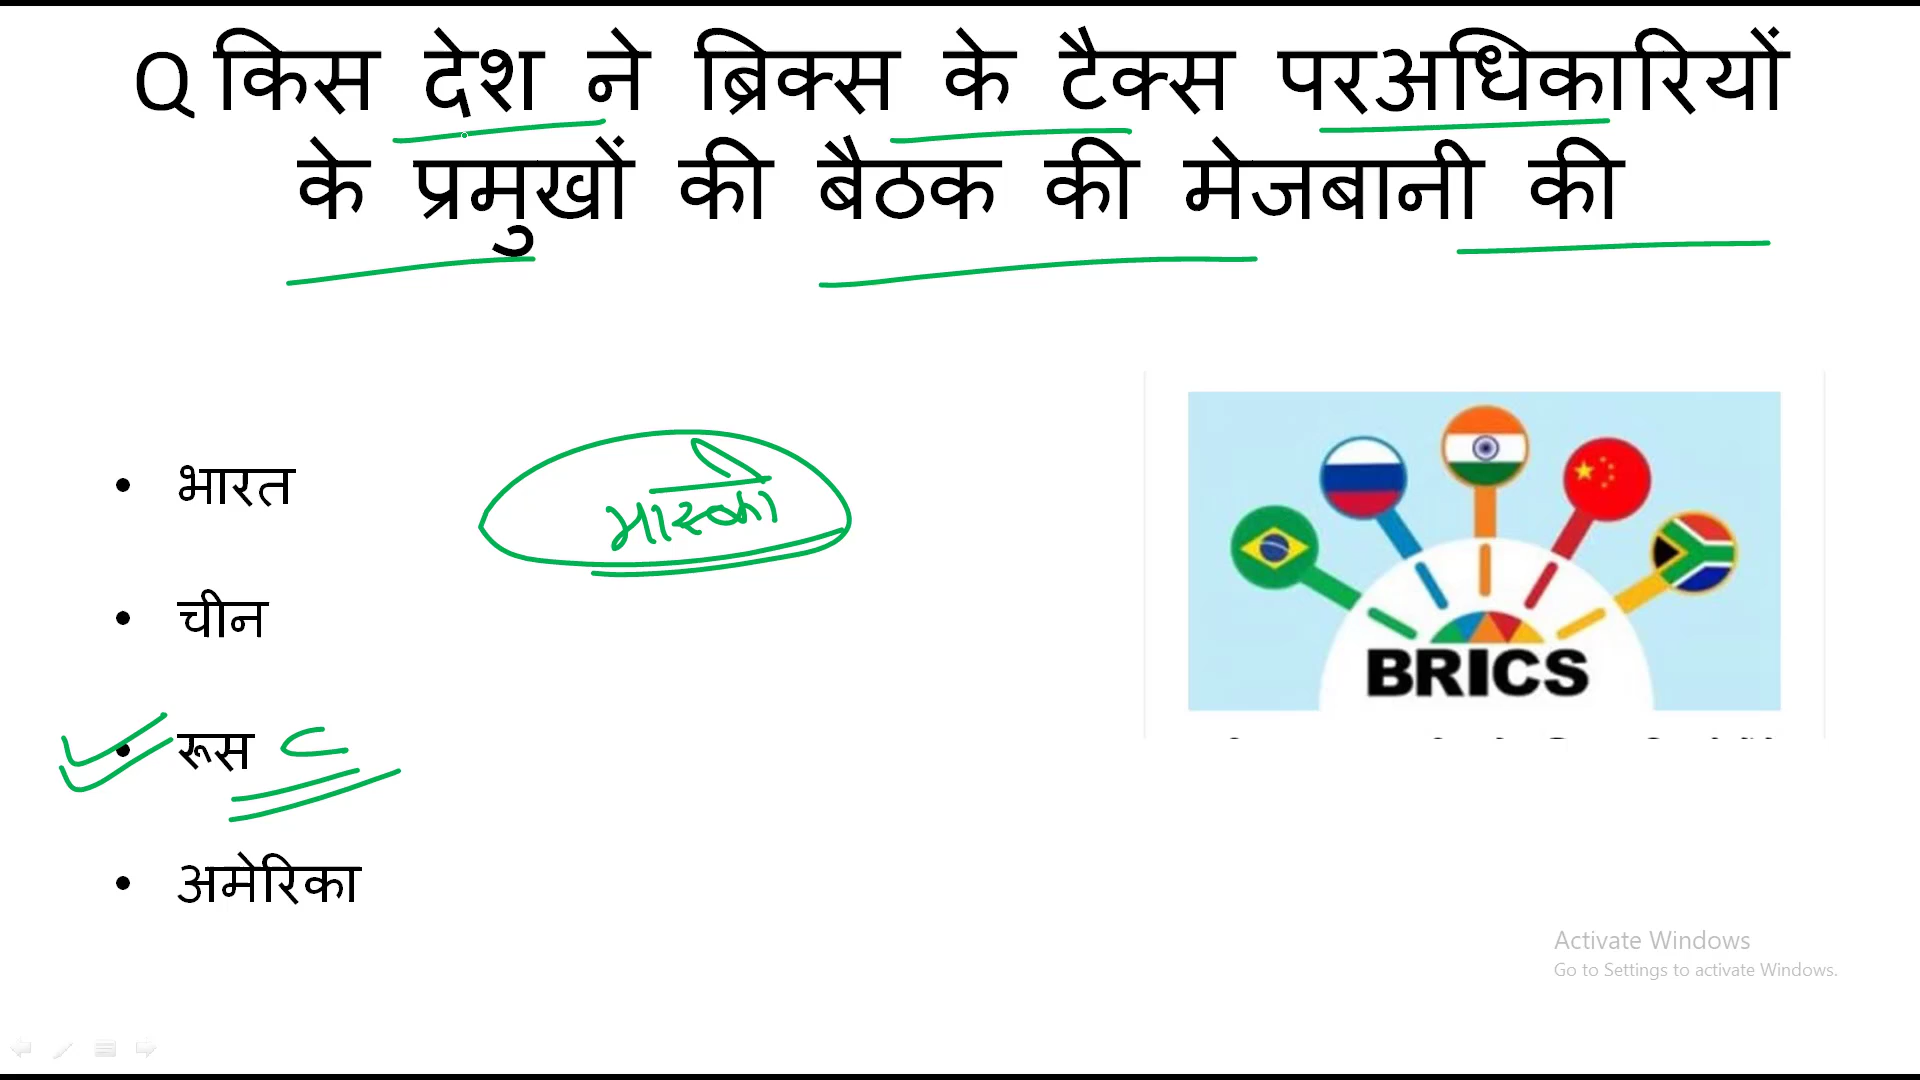 Q किस देश ने ब्रिक्स के टैक्स परअधिकारियों
के प्रमुखों की बैठक की मेजबानी की
• भारत
मास्को
• चीन
• रूस C
• अमेरिका
BRICS
Activate Windows
Go to Settings to activate Windows.